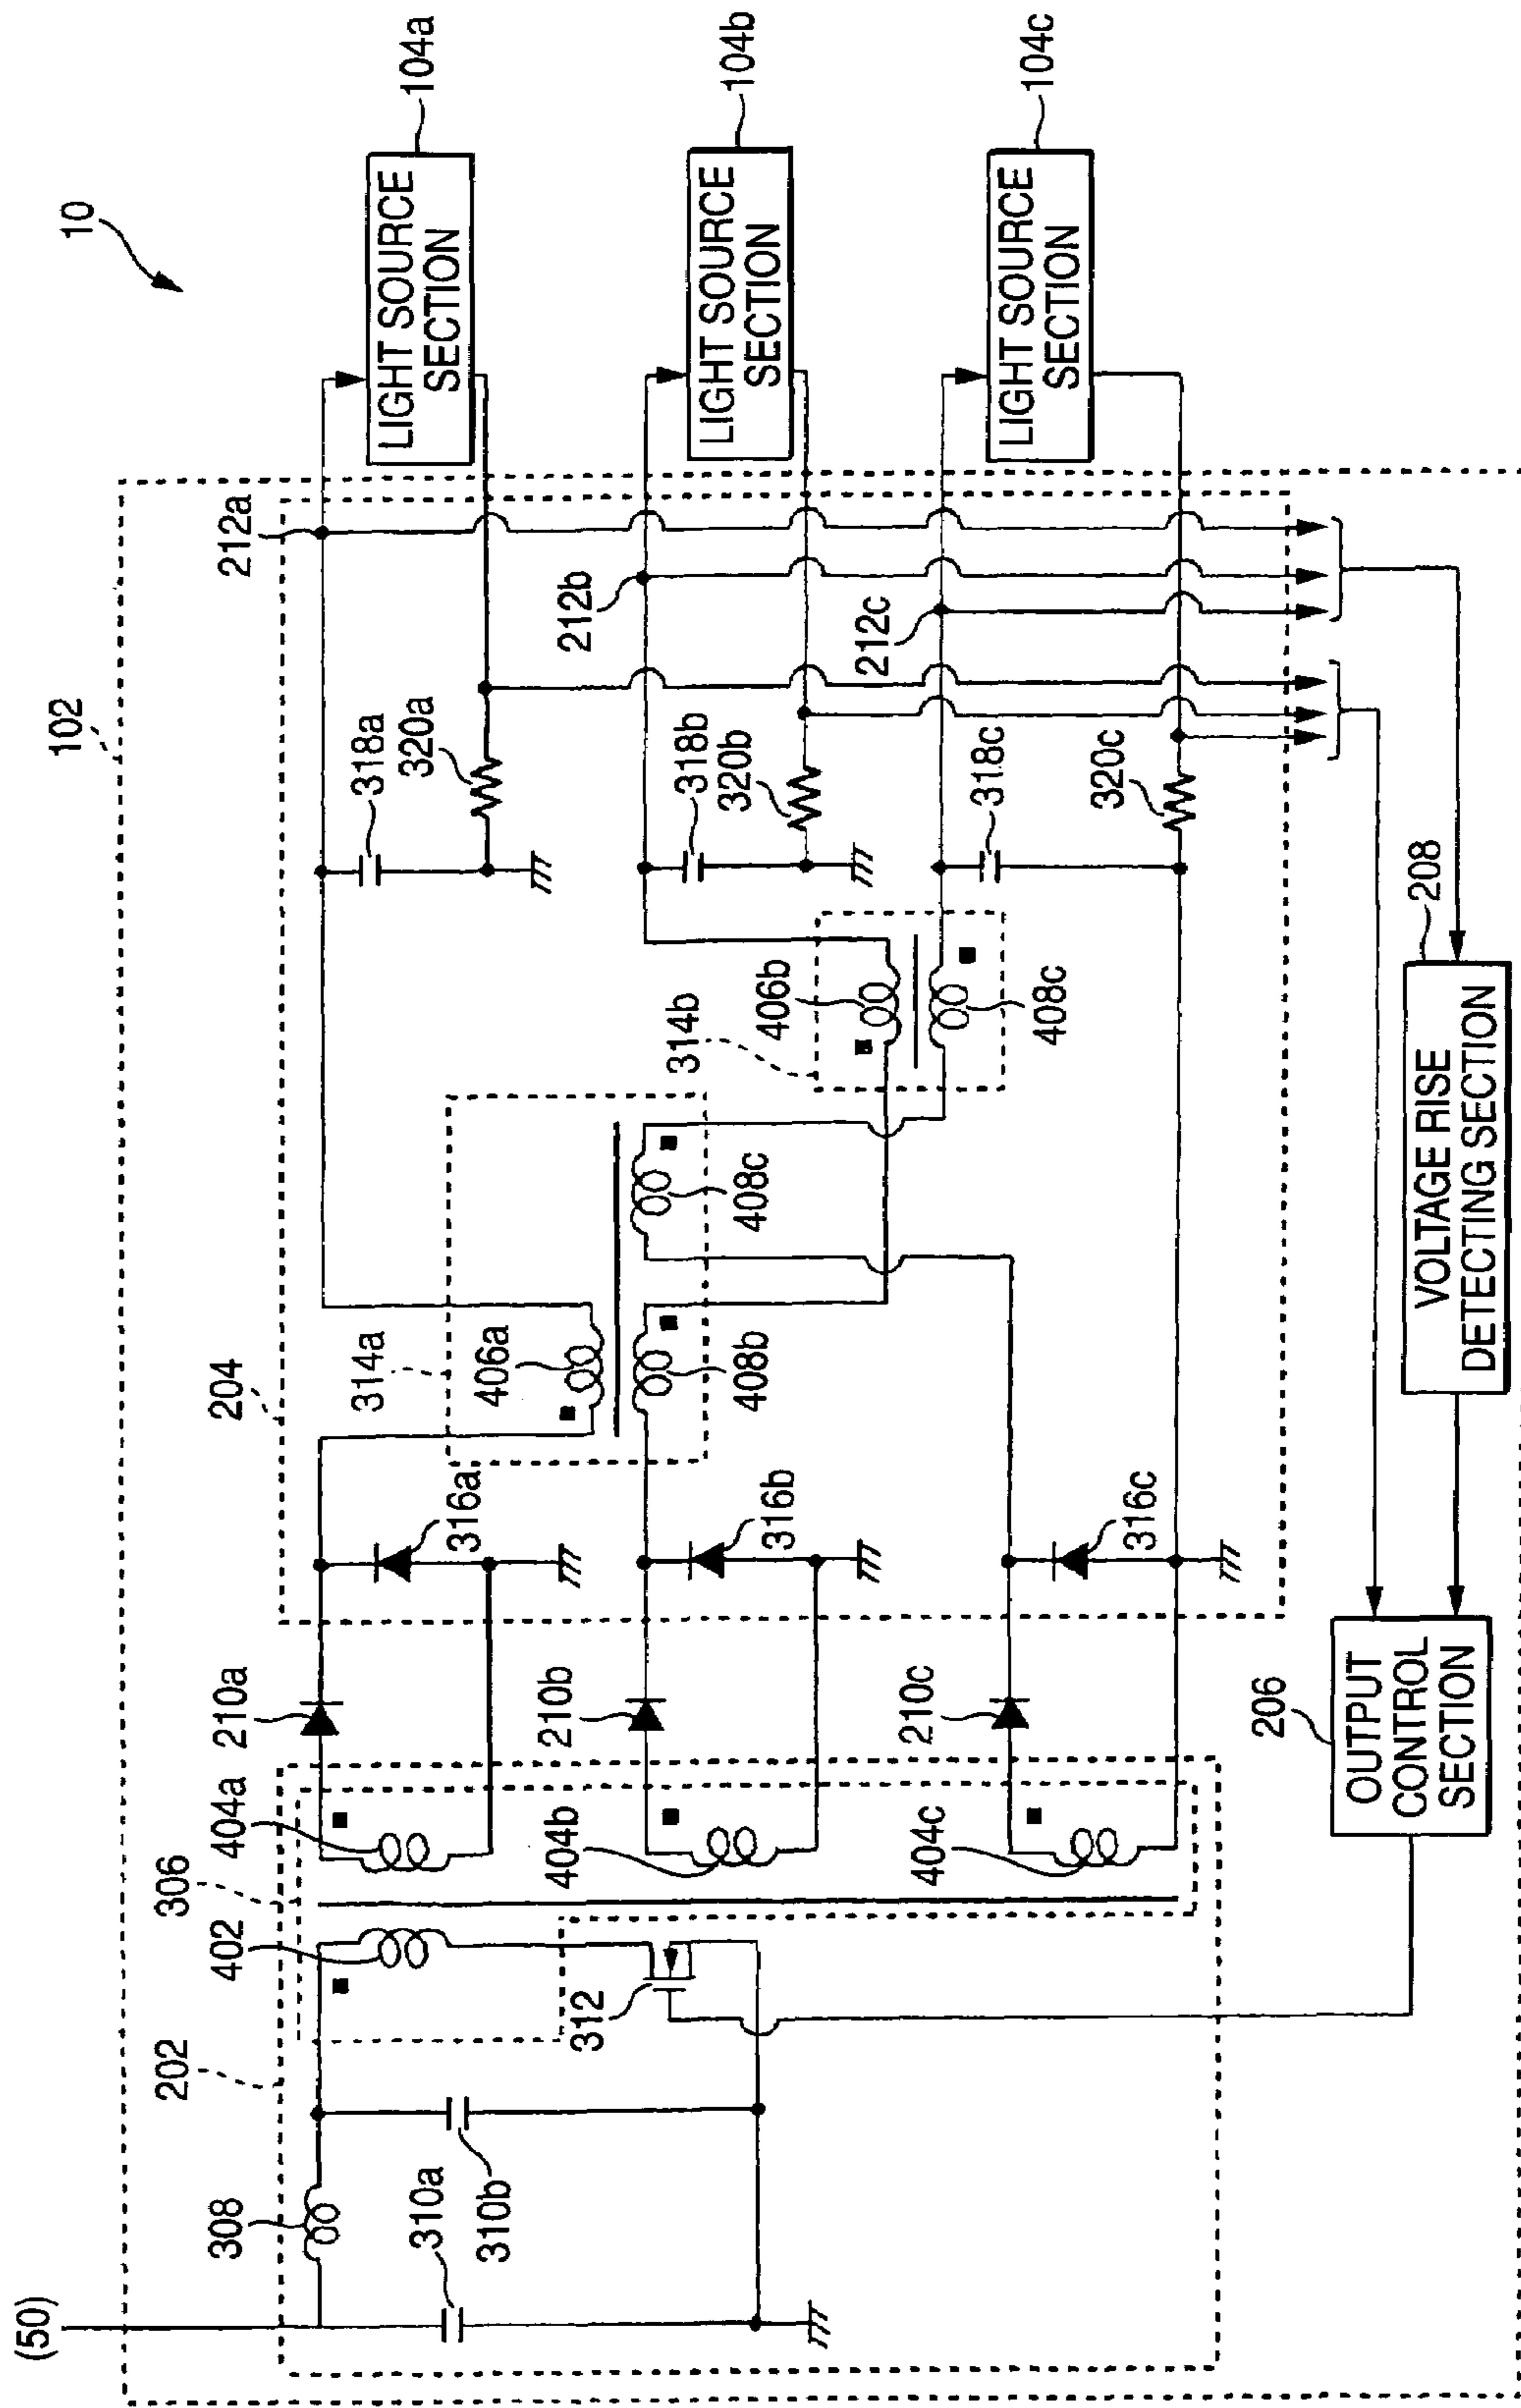 10
(50)
102
202
308
310a
310b
402
306
404a
404b
404c
312
210a
210b
210c
204
316a
316b
316c
314a
406a
408b
408c
314b
406b
408c
318a
320a
318b
320b
318c
320c
212a
212b
212c
104a
LIGHT SOURCE
SECTION
104b
LIGHT SOURCE
SECTION
104c
LIGHT SOURCE
SECTION
206
OUTPUT
CONTROL
SECTION
208
VOLTAGE RISE
DETECTING SECTION